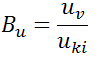 B_u = u_v / u_ki